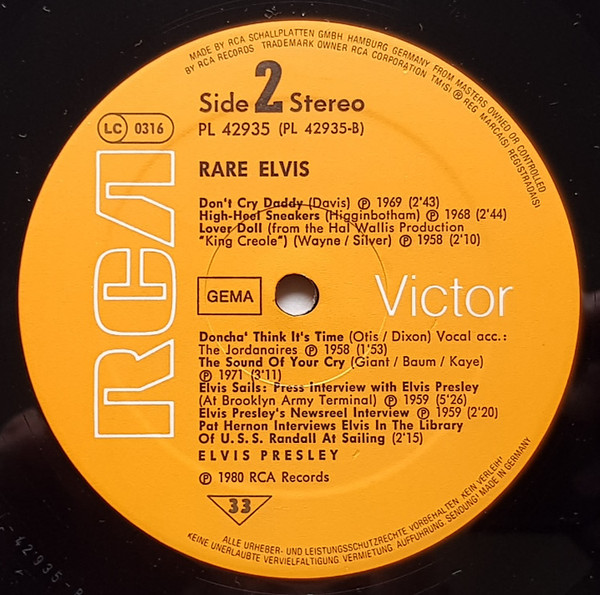 MADE BY RCA SCHALLPLATTEN GMBH HAMBURG GERMANY FROM MASTERS OWNED OR CONTROLLED
BY RCA RECORDS TRADEMARK OWNER RCA CORPORATION TM(S) ® REG MARCA(S) REGISTRADA(S)
Side 2 Stereo
LC 0316
PL 42935 (PL 42935-B)
RARE ELVIS
Don't Cry Daddy (Davis) ℗ 1969 (2'43)
High-Heel Sneakers (Higginbotham) ℗ 1968 (2'44)
Lover Doll (from the Hal Wallis Production
"King Creole") (Wayne / Silver) ℗ 1958 (2'10)
RCA
GEMA
Victor
Doncha' Think It's Time (Otis / Dixon) Vocal acc.:
The Jordanaires ℗ 1958 (1'53)
The Sound Of Your Cry (Giant / Baum / Kaye)
℗ 1971 (3'11)
Elvis Sails: Press Interview with Elvis Presley
(At Brooklyn Army Terminal) ℗ 1959 (5'26)
Elvis Presley's Newsreel Interview ℗ 1959 (2'20)
Pat Hernon Interviews Elvis In The Library
Of U.S.S. Randall At Sailing (2'15)
ELVIS PRESLEY
℗ 1980 RCA Records
33
ALLE URHEBER- UND LEISTUNGSSCHUTZRECHTE VORBEHALTEN KEIN VERLEIH!
KEINE UNERLAUBTE VERVIELFÄLTIGUNG VERMIETUNG AUFFÜHRUNG, SENDUNG! MADE IN GERMANY
-42935-B